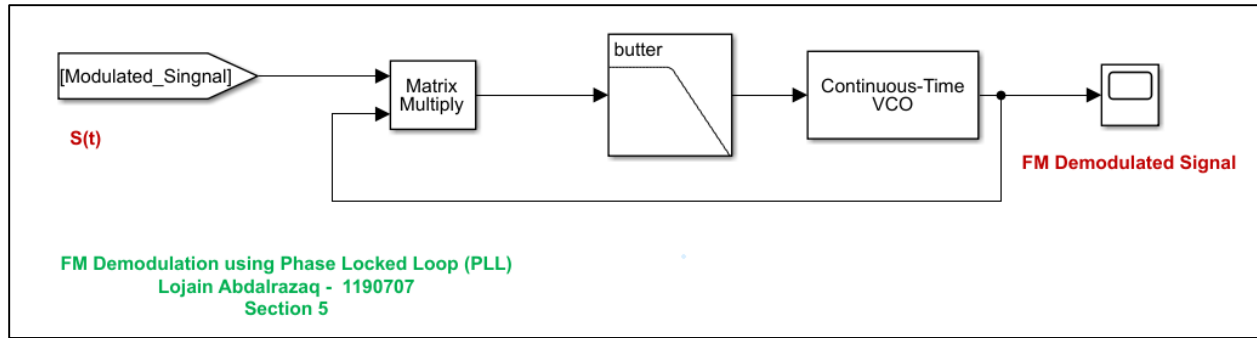 butter
[Modulated_Singnal]
Matrix
Multiply
Continuous-Time
VCO
S(t)
FM Demodulated Signal
FM Demodulation using Phase Locked Loop (PLL)
Lojain Abdalrazaq - 1190707
Section 5